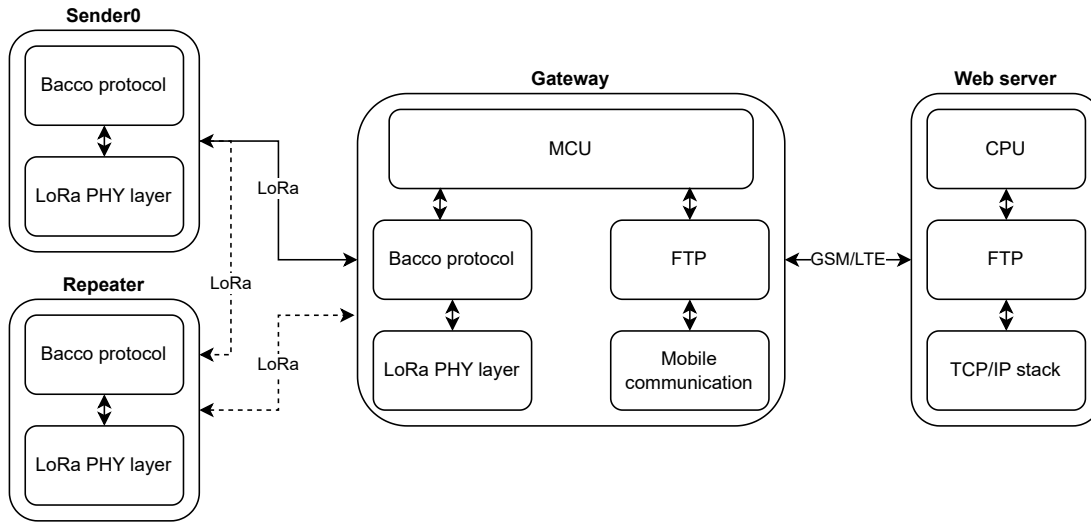 Sender0
Bacco protocol
LoRa PHY layer
LoRa
LoRa
Repeater
Bacco protocol
LoRa PHY layer
LoRa
Gateway
MCU
Bacco protocol
FTP
LoRa PHY layer
Mobile
communication
GSM/LTE
Web server
CPU
FTP
TCP/IP stack